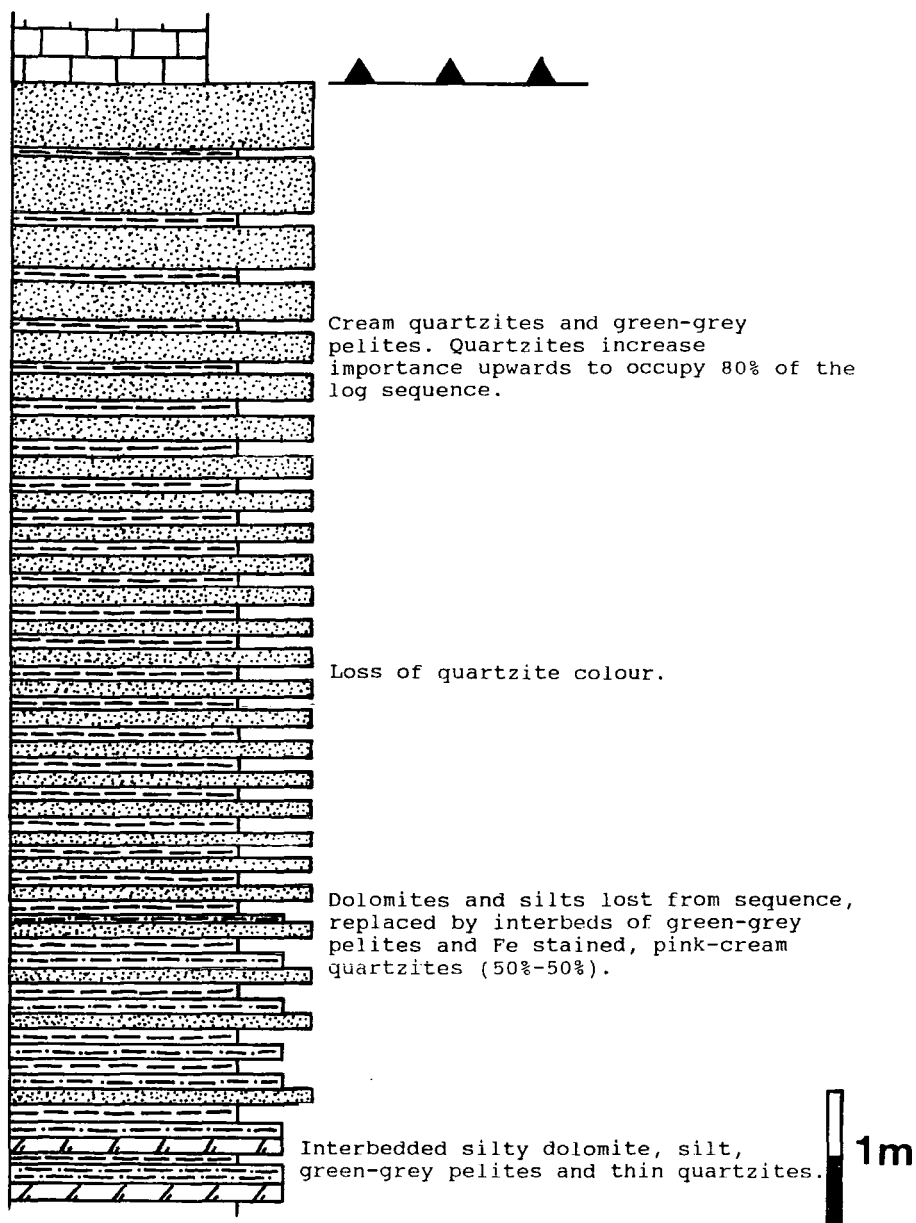 Cream quartzites and green-grey
pelites. Quartzites increase
importance upwards to occupy 80% of the
log sequence.
Loss of quartzite colour.
Dolomites and silts lost from sequence,
replaced by interbeds of green-grey
pelites and Fe stained, pink-cream
quartzites (50%-50%).
Interbedded silty dolomite, silt,
green-grey pelites and thin quartzites.
1m